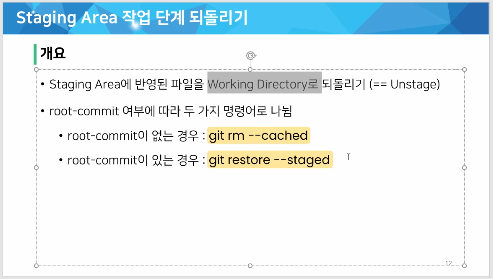 Staging Area 작업 단계 되돌리기
개요
• Staging Area에 반영된 파일을 Working Directory로 되돌리기 (== Unstage)
• root-commit 여부에 따라 두 가지 명령어로 나뉨
• root-commit이 없는 경우 : git rm --cached
• root-commit이 있는 경우 : git restore --staged
12